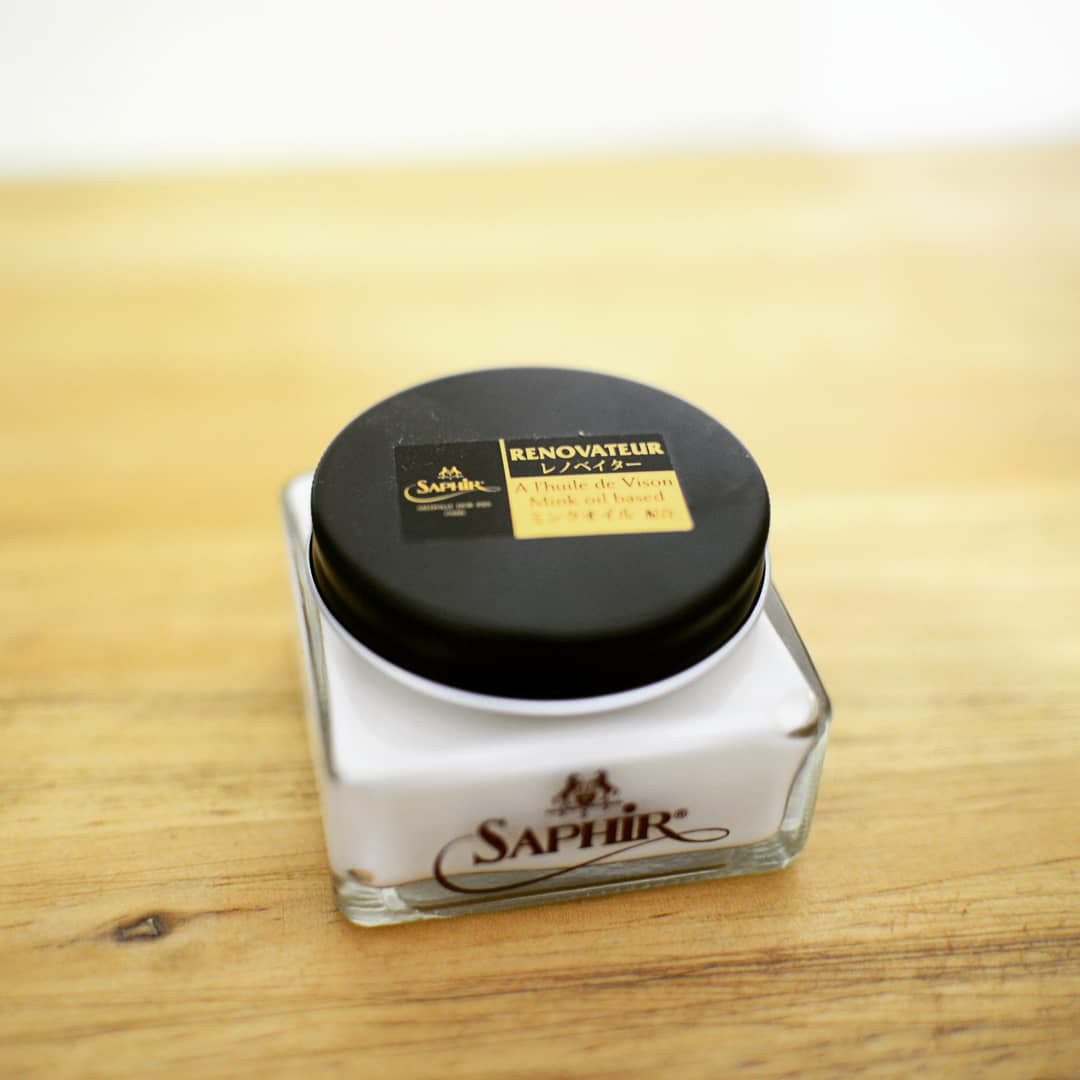 RENOVATEUR
レノベイター
SAPHIR
A l'huile de Vison
Mink oil based
ミンクオイル 配合
SAPHIR®